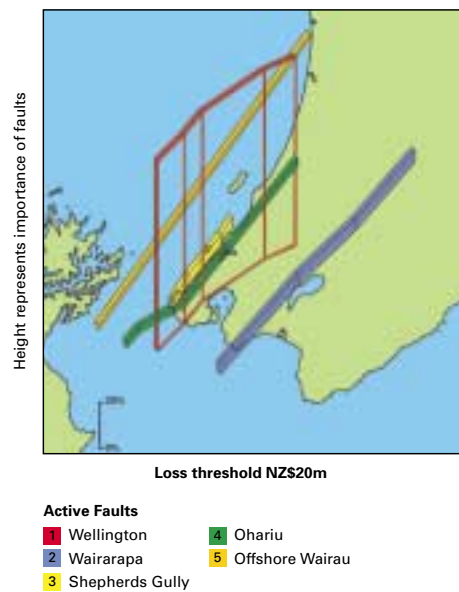 Height represents importance of faults
Loss threshold NZ$20m
Active Faults
1 Wellington
2 Wairarapa
3 Shepherds Gully
4 Ohariu
5 Offshore Wairau